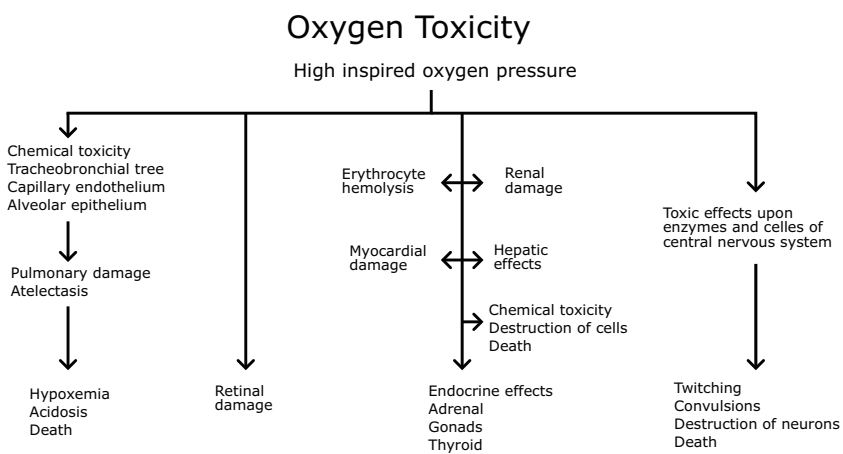 Oxygen Toxicity
High inspired oxygen pressure
Chemical toxicity
Tracheobronchial tree
Capillary endothelium
Alveolar epithelium
Pulmonary damage
Atelectasis
Hypoxemia
Acidosis
Death
Retinal
damage
Erythrocyte
hemolysis
Renal
damage
Myocardial
damage
Hepatic
effects
Chemical toxicity
Destruction of cells
Death
Endocrine effects
Adrenal
Gonads
Thyroid
Toxic effects upon
enzymes and celles of
central nervous system
Twitching
Convulsions
Destruction of neurons
Death